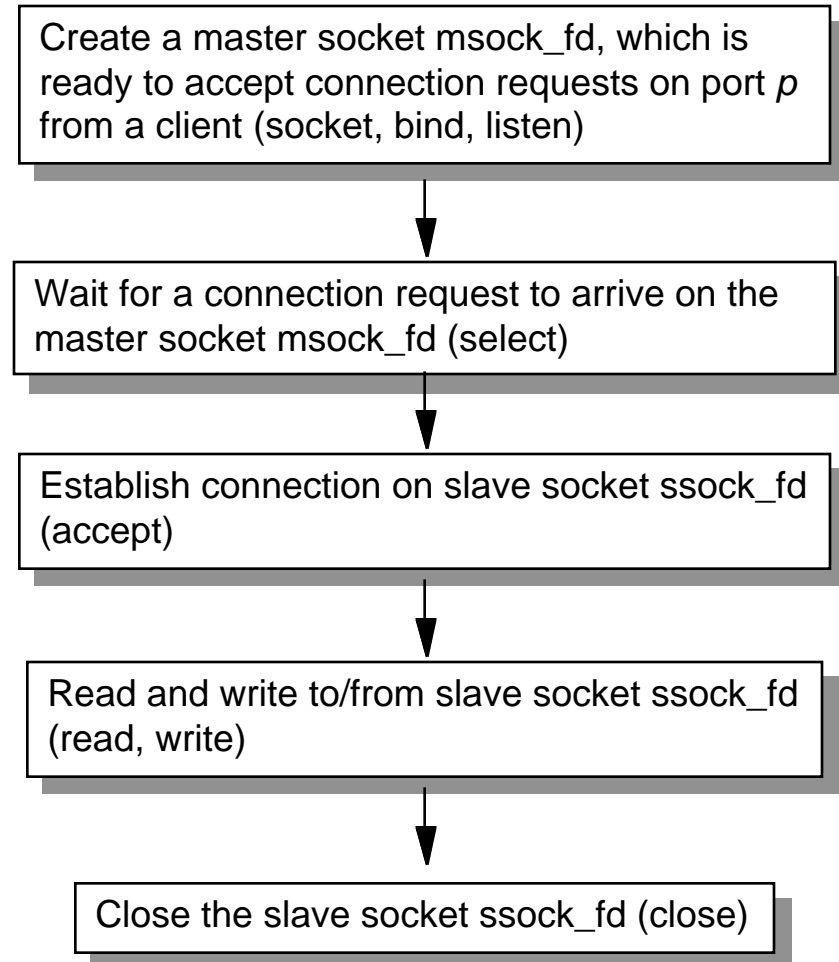 Create a master socket msock_fd, which is
ready to accept connection requests on port p
from a client (socket, bind, listen)
Wait for a connection request to arrive on the
master socket msock_fd (select)
Establish connection on slave socket ssock_fd
(accept)
Read and write to/from slave socket ssock_fd
(read, write)
Close the slave socket ssock_fd (close)